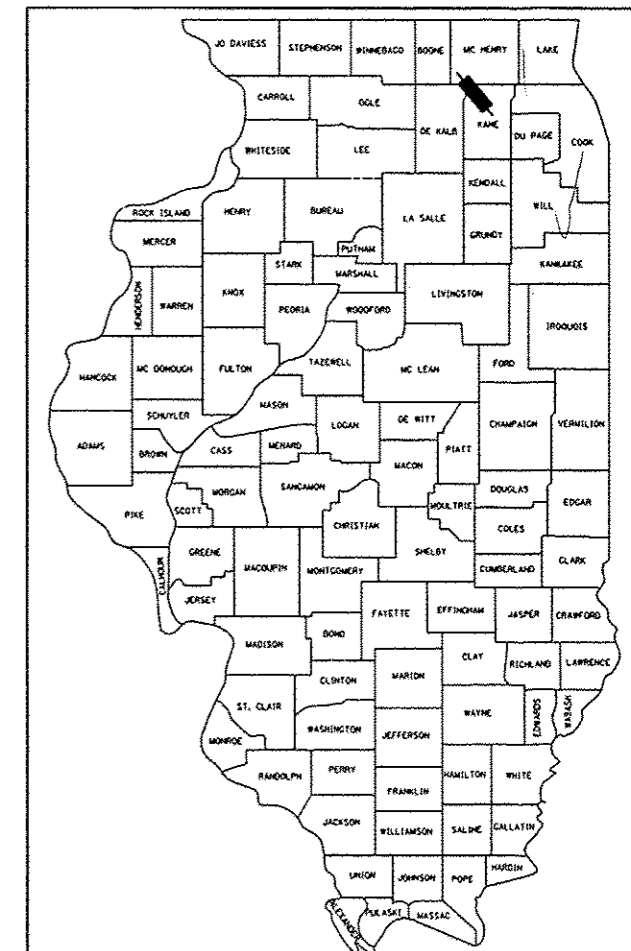 JO DAVIESS STEPHENSON WINNEBAGO BOONE MC HENRY LAKE
CARROLL OGLE DE KALB KANE DU PAGE COOK
WHITESIDE LEE
KENDALL
ROCK ISLAND HENRY BUREAU LA SALLE GRUNDY WILL
MERCER PUTNAM KANKAKEE
HENDERSON WARREN KNOX STARK MARSHALL LIVINGSTON
PEORIA WOODFORD IROQUOIS
HANCOCK MC DONOUGH FULTON TAZEWELL MC LEAN FORD
SCHUYLER MASON
ADAMS BROWN CASS MENARD LOGAN DE WITT PIATT CHAMPAIGN VERMILION
MACON
PIKE SCOTT MORGAN SANGAMON CHRISTIAN MOULTRIE DOUGLAS EDGAR
COLES
CALHOUN GREENE MACOUPIN MONTGOMERY SHELBY CUMBERLAND CLARK
JERSEY FAYETTE EFFINGHAM JASPER CRAWFORD
MADISON BOND
CLAY RICHLAND LAWRENCE
CLINTON MARION
ST. CLAIR WAYNE EDWARDS WABASH
MONROE WASHINGTON JEFFERSON
RANDOLPH PERRY HAMILTON WHITE
FRANKLIN
JACKSON WILLIAMSON SALINE GALLATIN
UNION JOHNSON POPE HARDIN
ALEXANDER PULASKI MASSAC